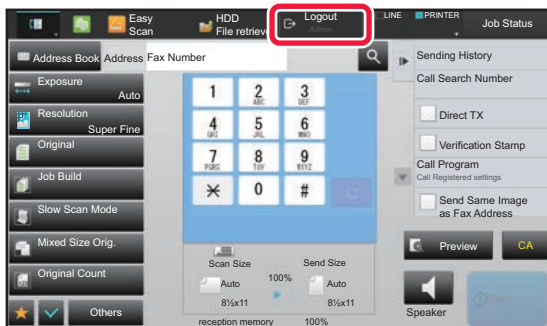 Easy
Scan
HDD
File retriev
Logout
Admin
LINE
PRINTER
Job Status
Address Book
Address
Fax Number
Sending History
Exposure
Auto
Call Search Number
Resolution
Super Fine
Direct TX
Original
Verification Stamp
Job Build
Call Program
Call Registered settings
Slow Scan Mode
Send Same Image
as Fax Address
Mixed Size Orig.
Original Count
Others
1
2
ABC
3
DEF
4
GHI
5
JKL
6
MNO
7
PQRS
8
TUV
9
WXYZ
0
#
Scan Size
Send Size
Auto
100%
Auto
8½x11
8½x11
reception memory
100%
Preview
CA
Speaker
Start